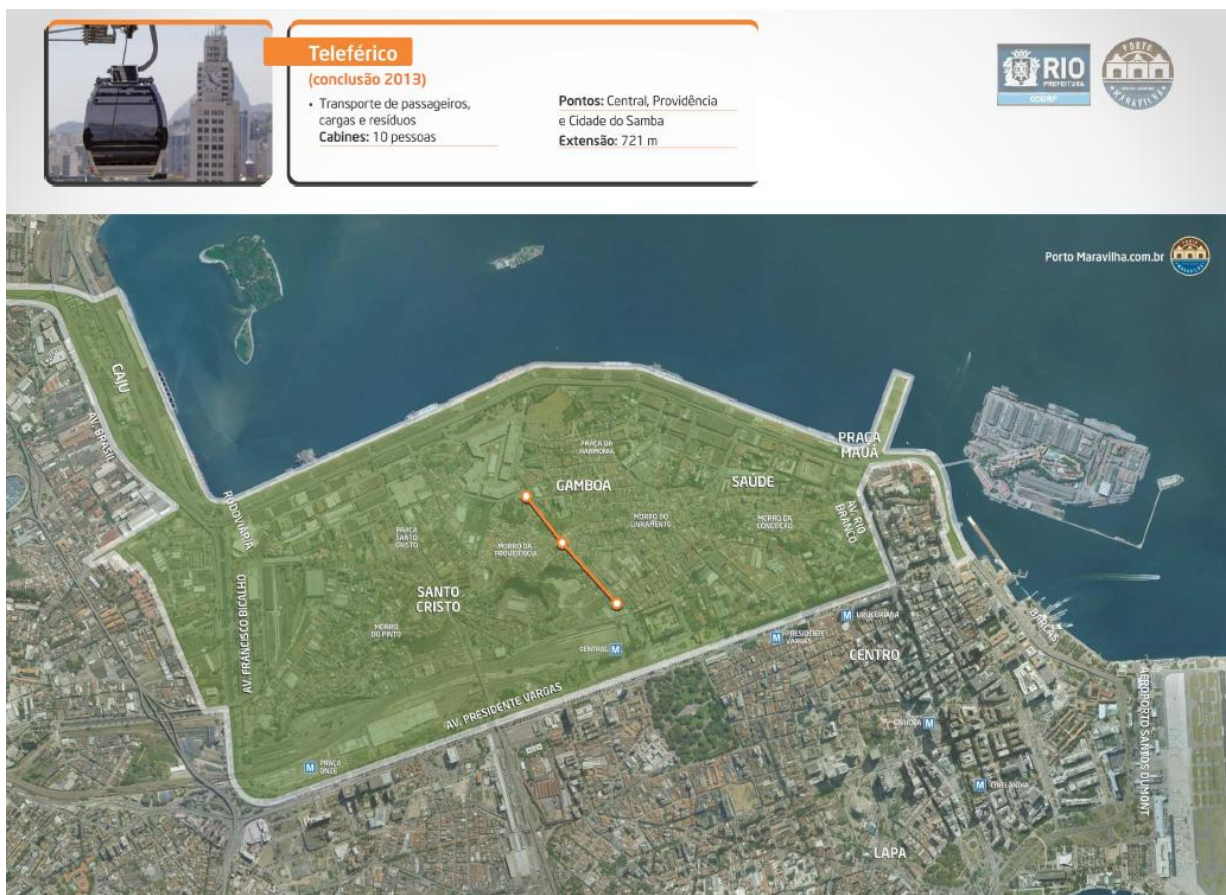 Teleférico
(conclusão 2013)
• Transporte de passageiros,
cargas e resíduos
Cabines: 10 pessoas
Pontos: Central, Providência
e Cidade do Samba
Extensão: 721 m
RIO
PREFEITURA
CDURP
PORTO
MARAVILHA
Porto Maravilha.com.br
PORTO
MARAVILHA
CAJU
AV. BRASIL
RODOVIÁRIA
AV. FRANCISCO BICALHO
PRAÇA
SANTO
CRISTO
SANTO
CRISTO
MORRO
DO PINTO
PRAÇA DA
HARMONIA
GAMBOA
MORRO DA
PROVIDÊNCIA
MORRO DO
LIVRAMENTO
SAÚDE
MORRO DA
CONCEIÇÃO
PRAÇA
MAUÁ
AV. RIO
BRANCO
CENTRAL M
M PRAÇA
ONZE
AV. PRESIDENTE VARGAS
M PRESIDENTE
VARGAS
M URUGUAIANA
CENTRO
CARIOCA M
M CINELÂNDIA
LAPA
BARCAS
AEROPORTO SANTOS DUMONT